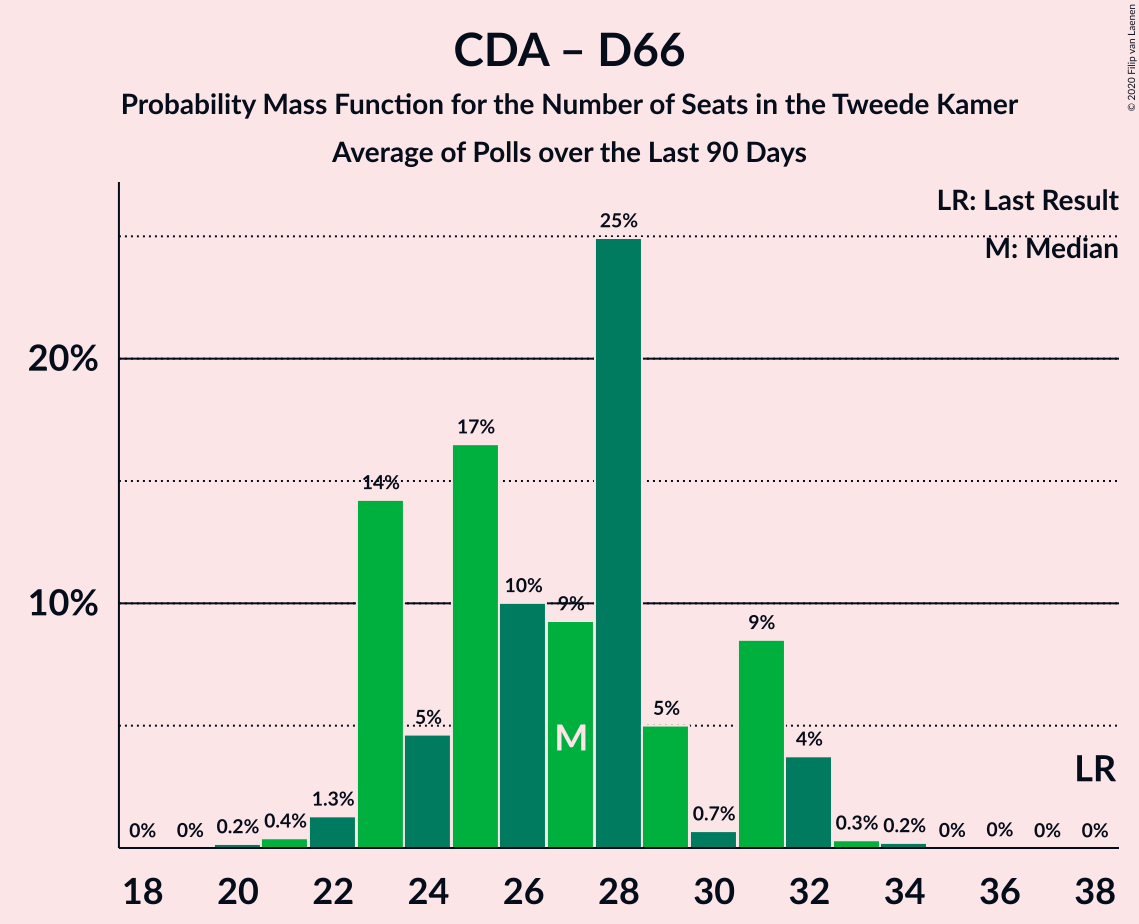 CDA – D66
Probability Mass Function for the Number of Seats in the Tweede Kamer
Average of Polls over the Last 90 Days
© 2020 Filip van Laenen
LR: Last Result
M: Median
25%
20%
17%
14%
10%
9%
10%
9%
5%
5%
4%
M
LR
1.3%
0.7%
0% 0% 0.2% 0.4% 0.3% 0.2% 0% 0% 0% 0%
18 20 22 24 26 28 30 32 34 36 38